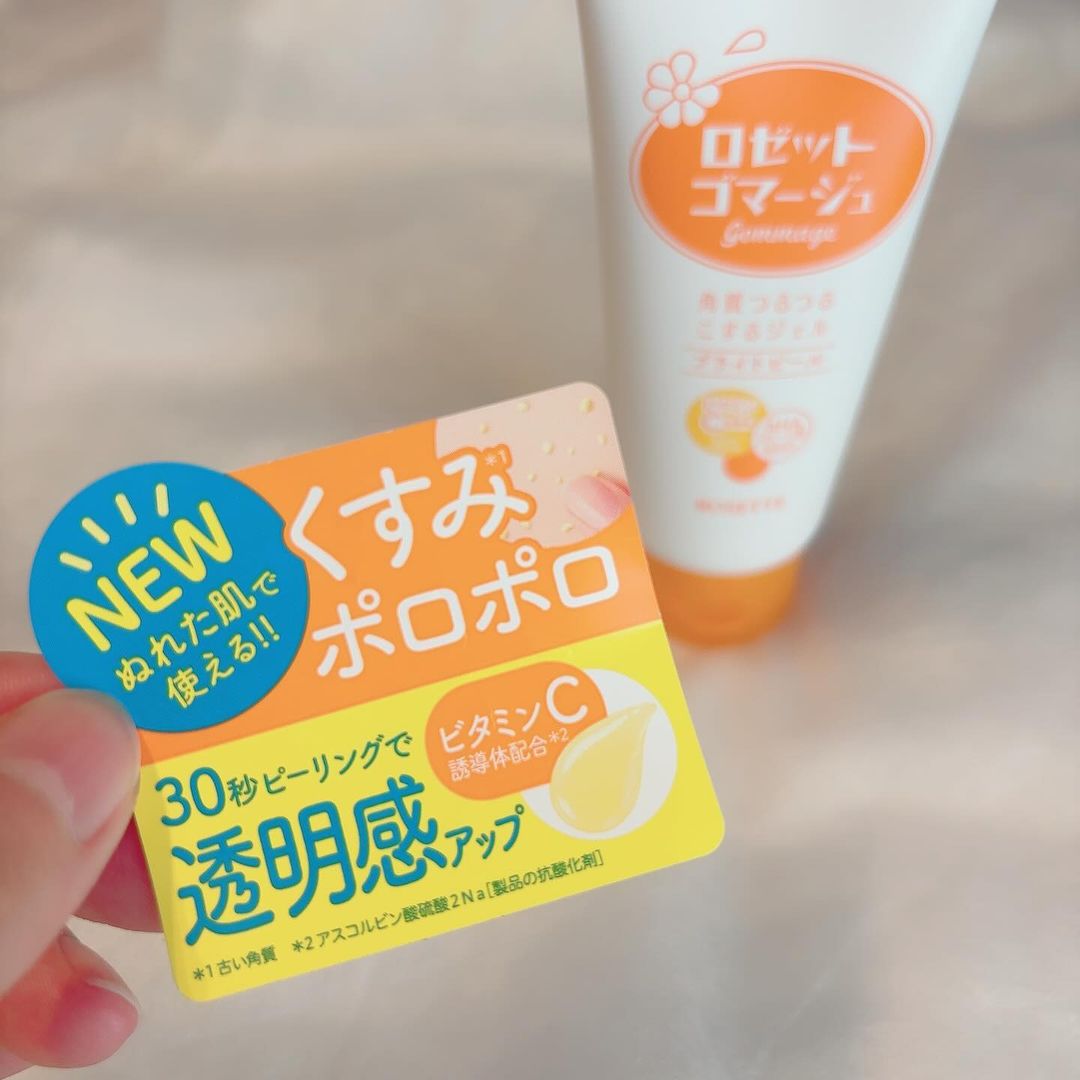 ロゼット
ゴマージュ
Gommage
角質つるつる
こするジェル
ブライトピール
ROSETTE
NEW
ぬれた肌で
使える!!
くすみ*1
ポロポロ
ビタミンC
誘導体配合*2
30秒ピーリングで
透明感アップ
*1古い角質 *2アスコルビン酸硫酸2Na[製品の抗酸化剤]